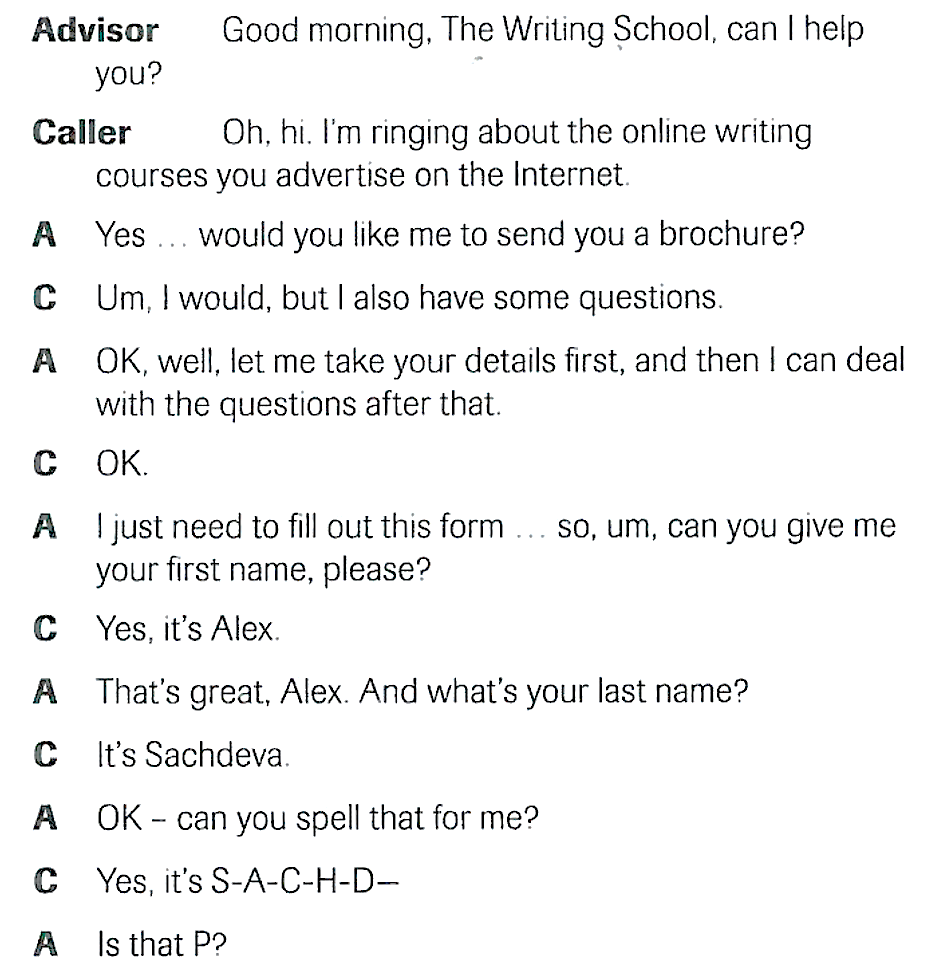 Advisor Good morning, The Writing School, can I help
you?
Caller Oh, hi. I'm ringing about the online writing
courses you advertise on the Internet.
A Yes ... would you like me to send you a brochure?
C Um, I would, but I also have some questions.
A OK, well, let me take your details first, and then I can deal
with the questions after that.
C OK.
A I just need to fill out this form ... so, um, can you give me
your first name, please?
C Yes, it's Alex.
A That's great, Alex. And what's your last name?
C It's Sachdeva.
A OK – can you spell that for me?
C Yes, it's S-A-C-H-D—
A Is that P?